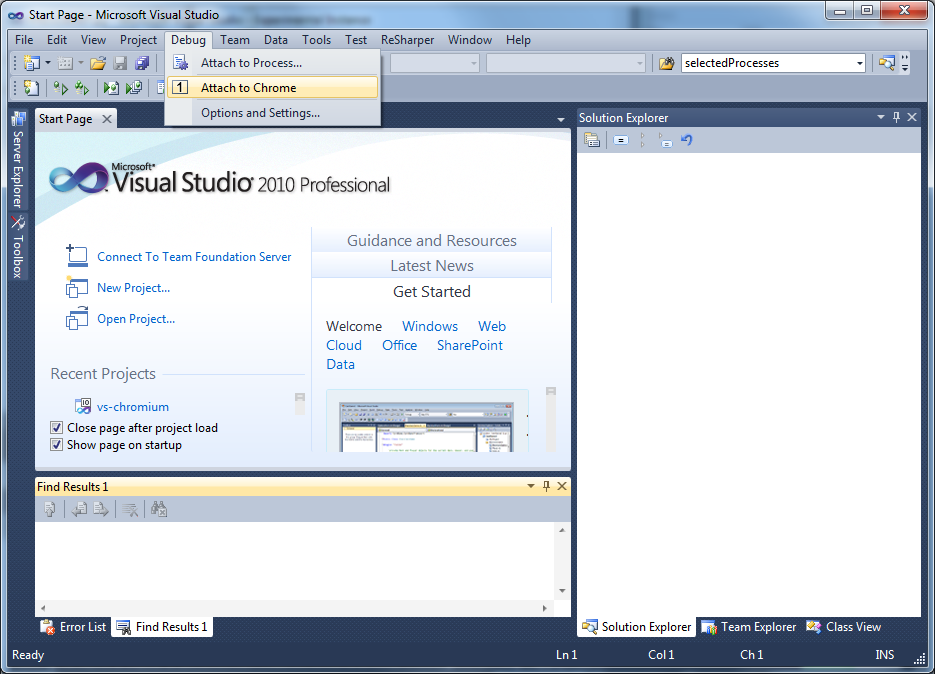 Start Page - Microsoft Visual Studio
File Edit View Project Debug Team Data Tools Test ReSharper Window Help
Attach to Process...
selectedProcesses
1 Attach to Chrome
Options and Settings...
Start Page
Solution Explorer
Server Explorer
Toolbox
Microsoft®
Visual Studio® 2010 Professional
Connect To Team Foundation Server
New Project...
Open Project...
Recent Projects
vs-chromium
Close page after project load
Show page on startup
Guidance and Resources
Latest News
Get Started
Welcome Windows Web
Cloud Office SharePoint
Data
Find Results 1
Error List Find Results 1
Solution Explorer Team Explorer Class View
Ready Ln 1 Col 1 Ch 1 INS